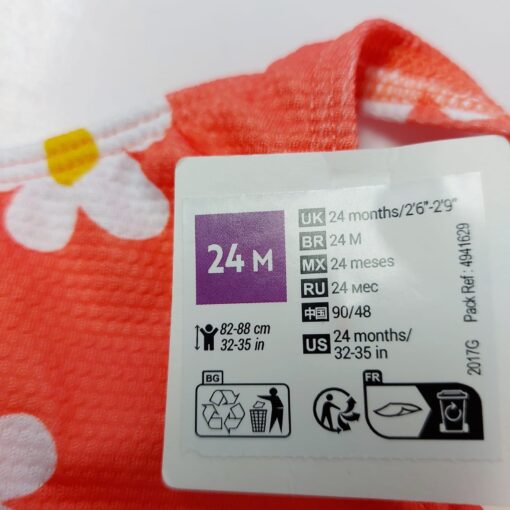 24 M
82-88 cm
32-35 in
UK 24 months/2'6"-2'9"
BR 24 M
MX 24 meses
RU 24 мес
中国 90/48
US 24 months/
32-35 in
2017G Pack Ref : 4941629
BG
FR